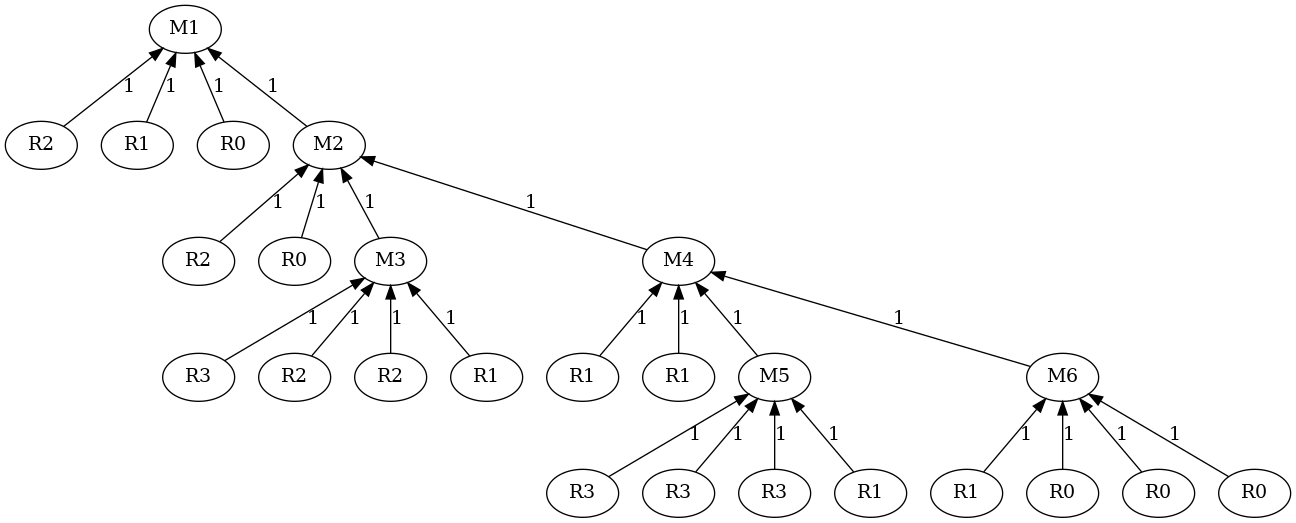 M1
1 1 1 1
R2 R1 R0 M2
1 1 1 1
R2 R0 M3 M4
1 1 1 1 1 1 1 1
R3 R2 R2 R1 R1 R1 M5 M6
1 1 1 1 1 1 1 1
R3 R3 R3 R1 R1 R0 R0 R0